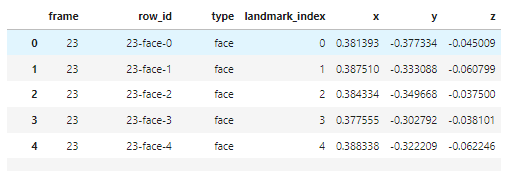 frame row_id type landmark_index x y z
0 23 23-face-0 face 0 0.381393 -0.377334 -0.045009
1 23 23-face-1 face 1 0.387510 -0.333088 -0.060799
2 23 23-face-2 face 2 0.384334 -0.349668 -0.037500
3 23 23-face-3 face 3 0.377555 -0.302792 -0.038101
4 23 23-face-4 face 4 0.388338 -0.322209 -0.062246